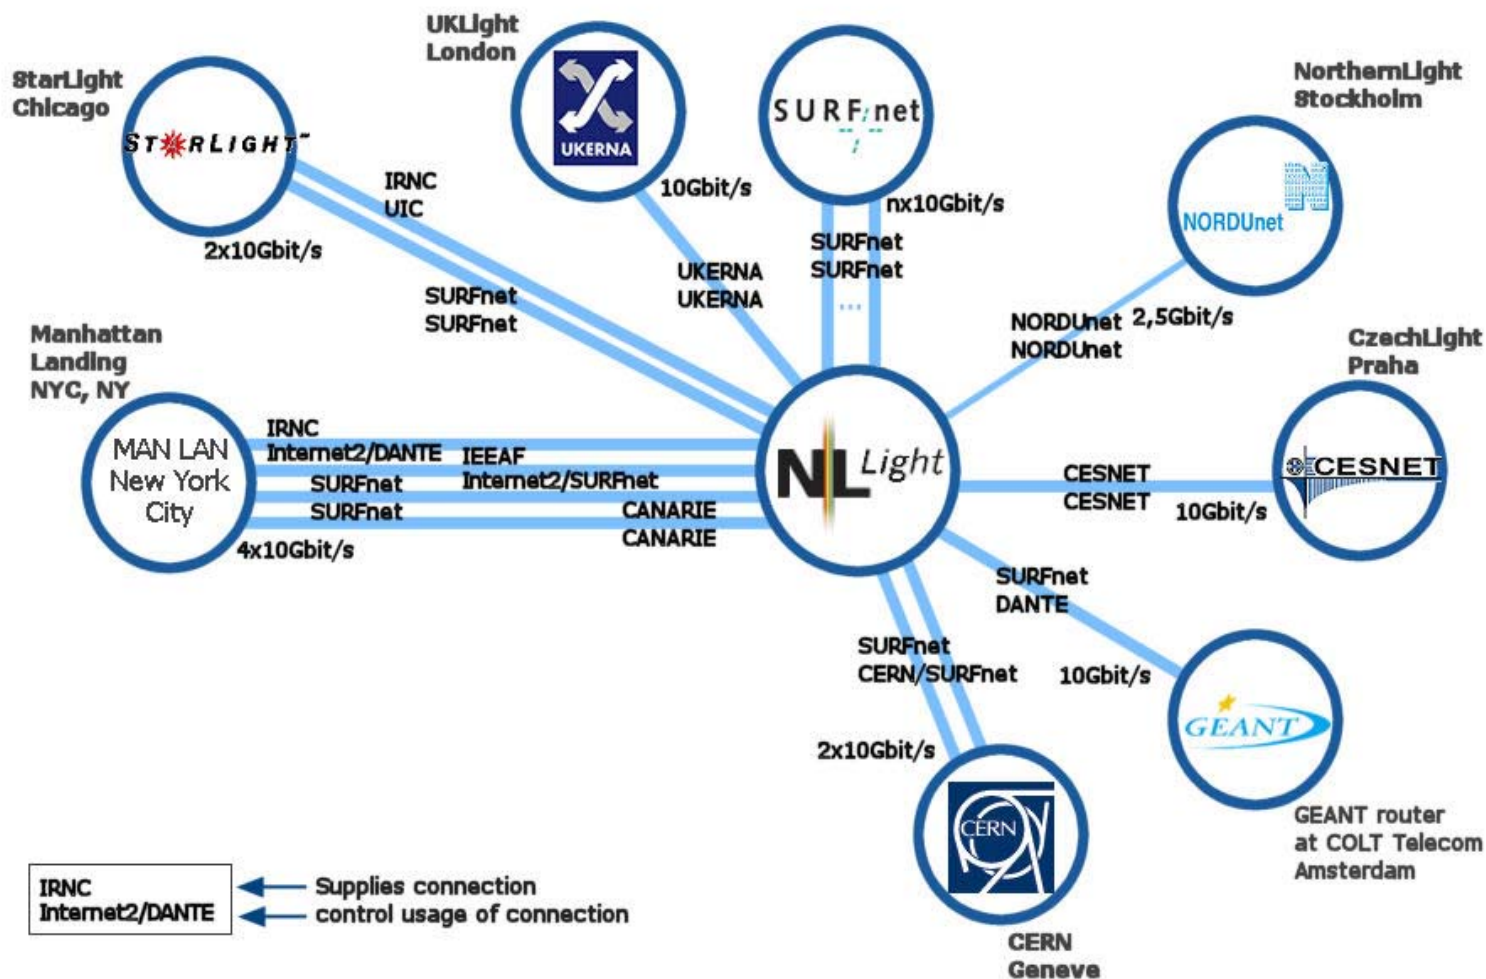 StarLight
Chicago
STARLIGHT™
2x10Gbit/s
IRNC
UIC
SURFnet
SURFnet
UKLight
London
UKERNA
10Gbit/s
UKERNA
UKERNA
SURFnet
nx10Gbit/s
SURFnet
SURFnet
...
NorthernLight
Stockholm
N
NORDUnet
2,5Gbit/s
NORDUnet
NORDUnet
Manhattan
Landing
NYC, NY
MAN LAN
New York
City
4x10Gbit/s
IRNC
Internet2/DANTE
IEEAF
Internet2/SURFnet
SURFnet
SURFnet
CANARIE
CANARIE
NL Light
CzechLight
Praha
CESNET
10Gbit/s
CESNET
CESNET
SURFnet
DANTE
10Gbit/s
GEANT
GEANT router
at COLT Telecom
Amsterdam
SURFnet
CERN/SURFnet
2x10Gbit/s
CERN
CERN
Geneve
IRNC
Internet2/DANTE
Supplies connection
control usage of connection